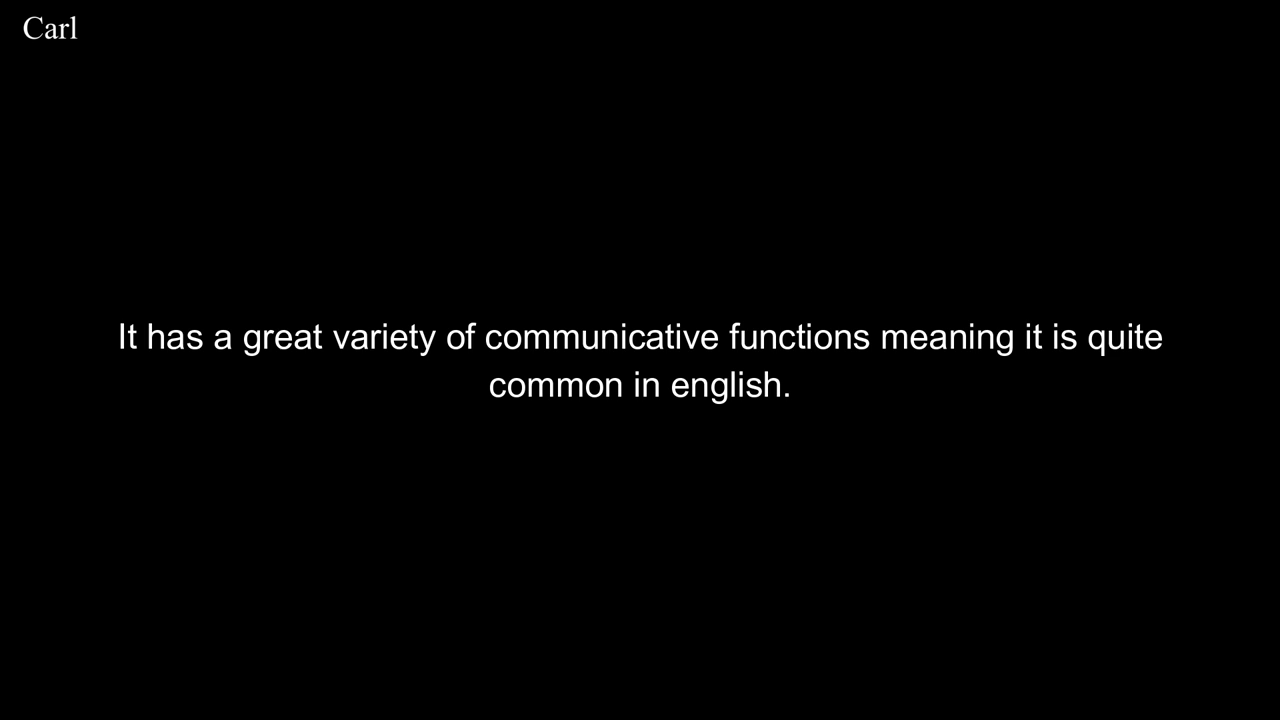 Carl
It has a great variety of communicative functions meaning it is quite
common in english.